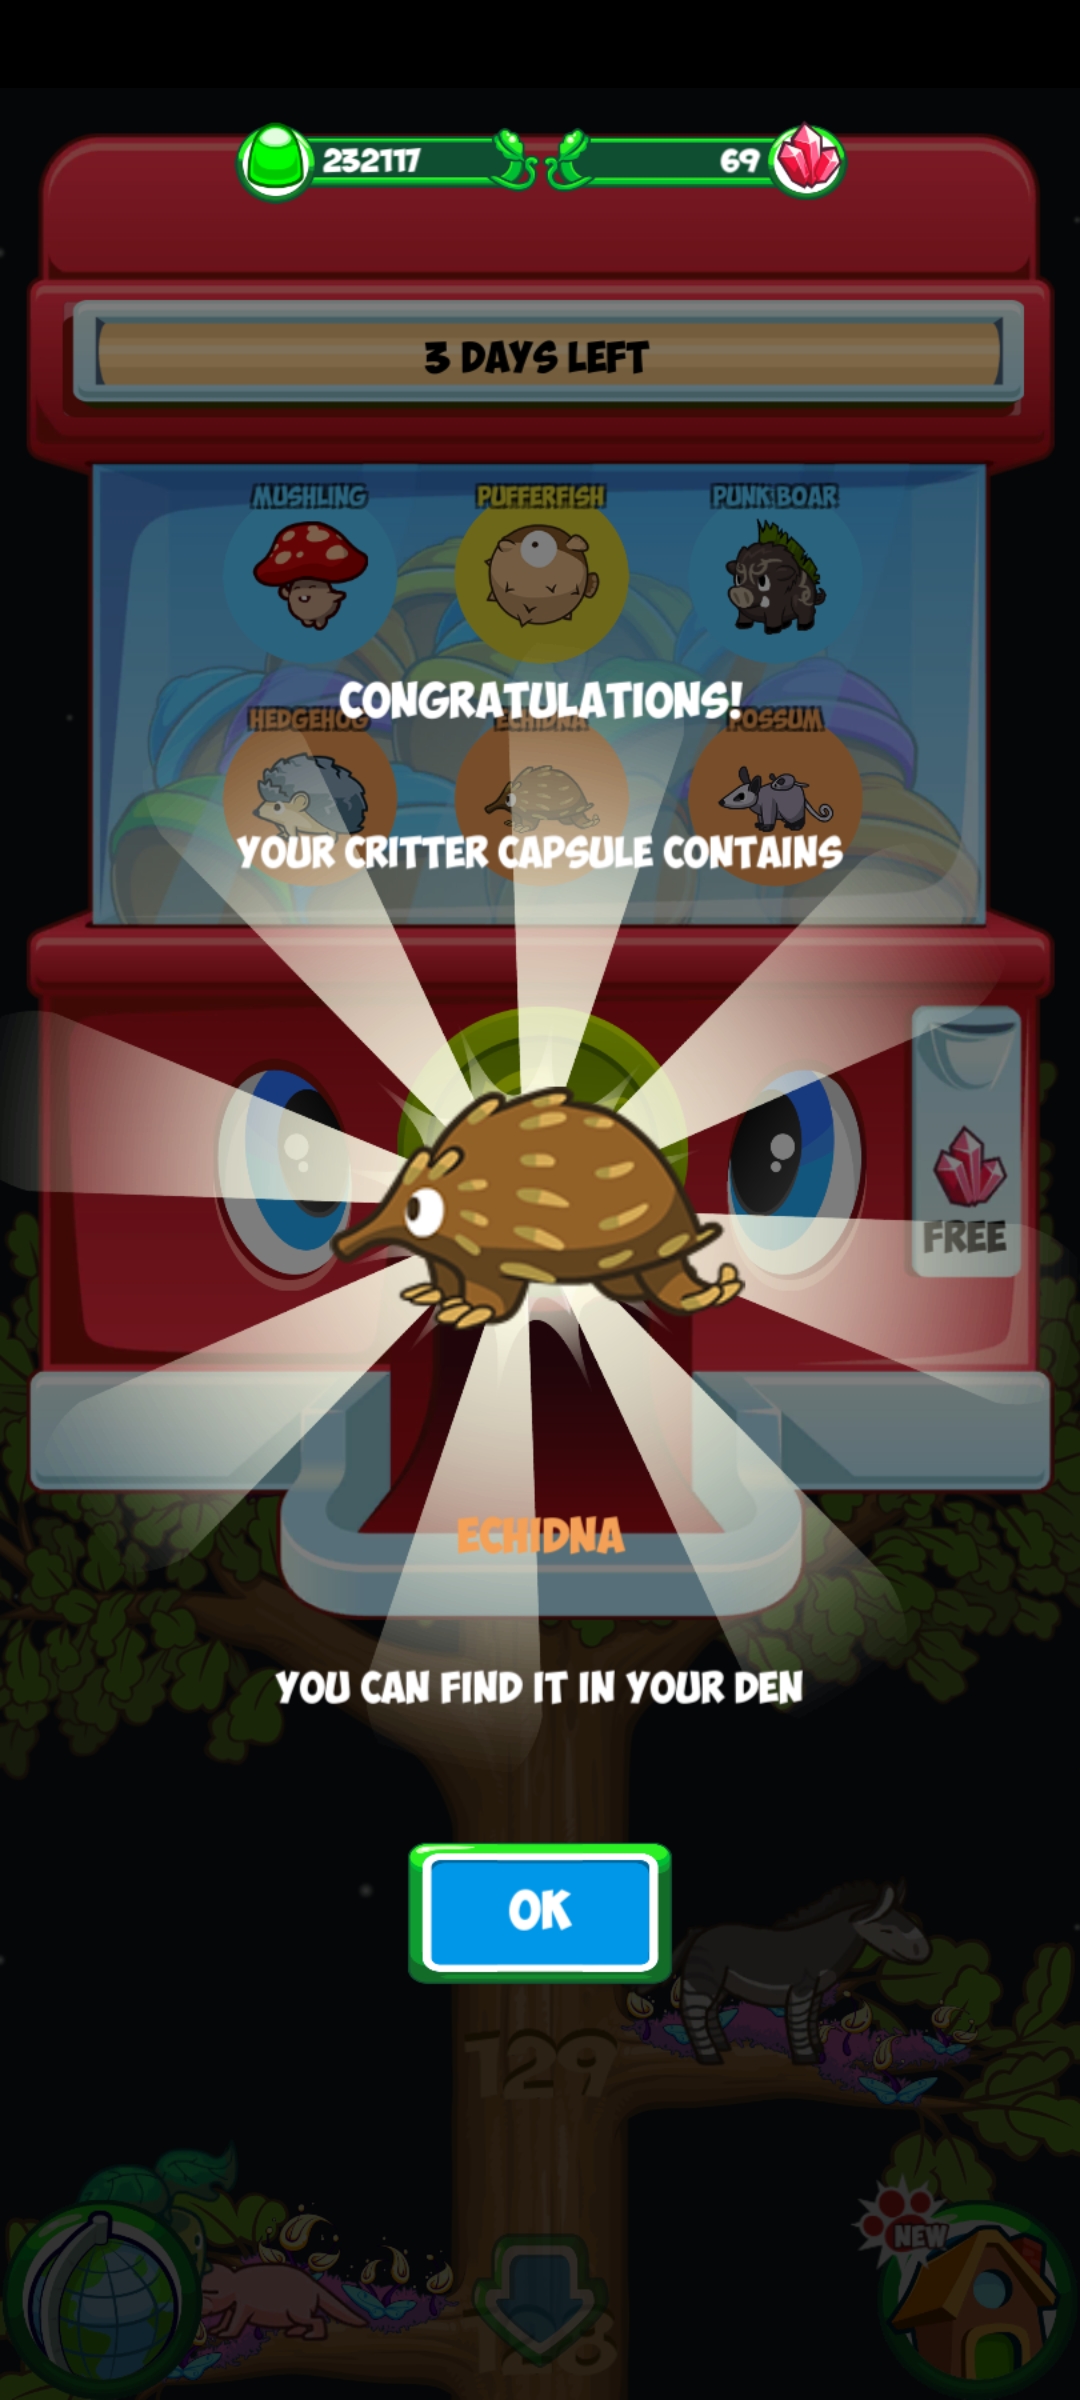 232117
69
3 DAYS LEFT
MUSHLING
PUFFERFISH
PUNK BOAR
CONGRATULATIONS!
HEDGEHOG
ECHIDNA
POSSUM
YOUR CRITTER CAPSULE CONTAINS
FREE
ECHIDNA
YOU CAN FIND IT IN YOUR DEN
OK
129
NEW
128